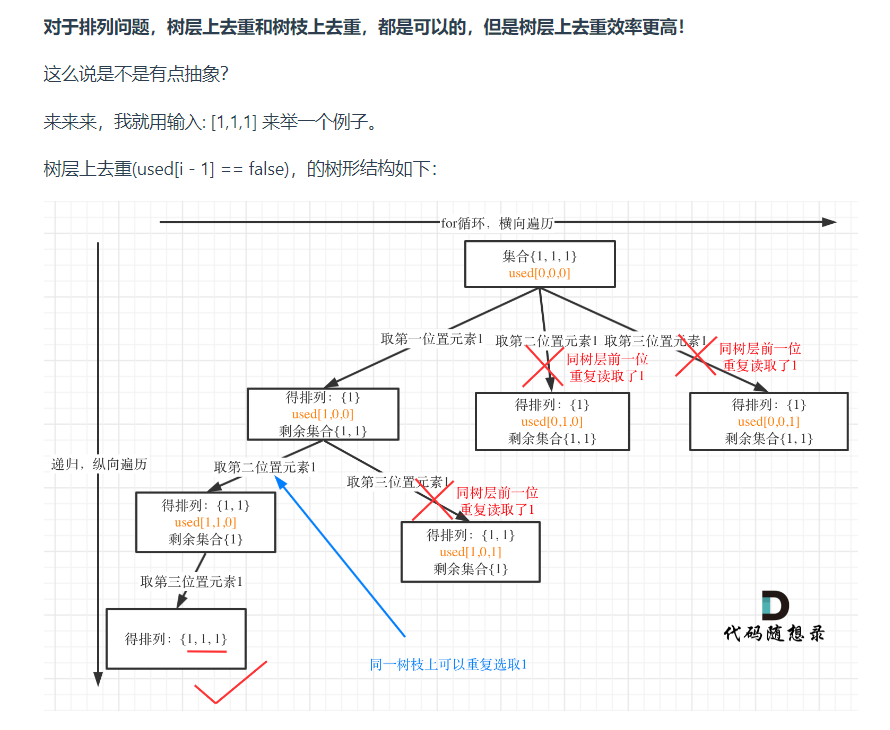 对于排列问题，树层上去重和树枝上去重，都是可以的，但是树层上去重效率更高！
这么说是不是有点抽象？
来来来，我就用输入: [1,1,1] 来举一个例子。
树层上去重(used[i - 1] == false)，的树形结构如下：
for循环，横向遍历
集合{1, 1, 1}
used[0,0,0]
取第一位置元素1
取第二位置元素1
取第三位置元素1
同树层前一位
重复读取了1
同树层前一位
重复读取了1
得排列：{1}
used[1,0,0]
剩余集合{1, 1}
得排列：{1}
used[0,1,0]
剩余集合{1, 1}
得排列：{1}
used[0,0,1]
剩余集合{1, 1}
递归，纵向遍历
取第二位置元素1
取第三位置元素1
同树层前一位
重复读取了1
得排列：{1, 1}
used[1,1,0]
剩余集合{1}
得排列：{1, 1}
used[1,0,1]
剩余集合{1}
取第三位置元素1
得排列：{1, 1, 1}
同一树枝上可以重复选取1
代码随想录